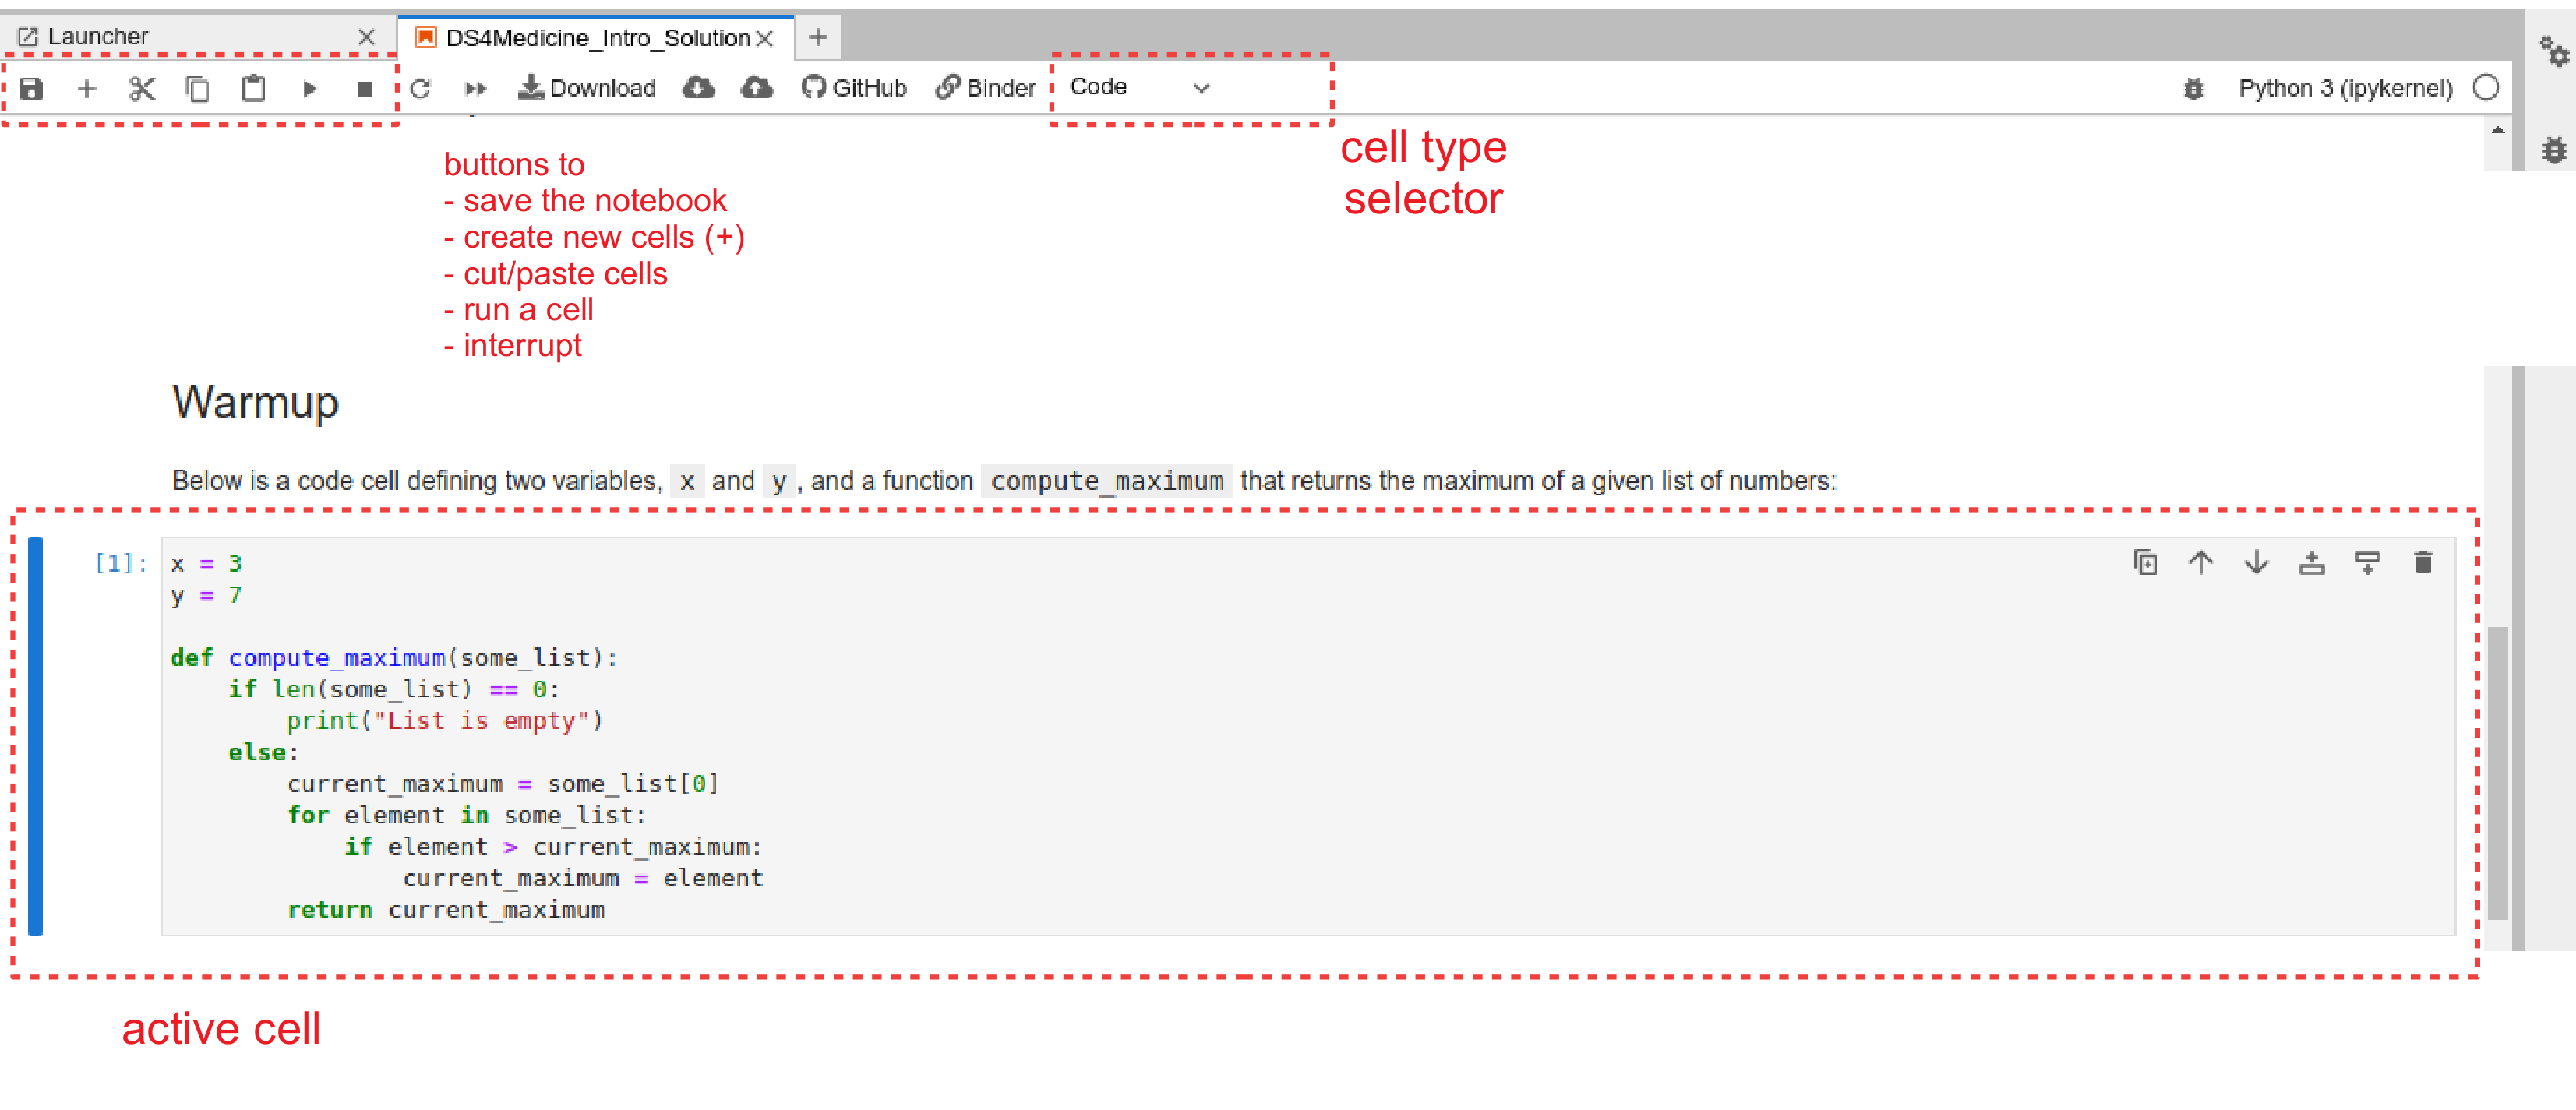 Launcher
DS4Medicine_Intro_Solution
Download GitHub Binder Code Python 3 (ipykernel)
cell type
selector
buttons to
- save the notebook
- create new cells (+)
- cut/paste cells
- run a cell
- interrupt
Warmup
Below is a code cell defining two variables, x and y , and a function compute_maximum that returns the maximum of a given list of numbers:
[1]: x = 3
y = 7
def compute_maximum(some_list):
    if len(some_list) == 0:
        print("List is empty")
    else:
        current_maximum = some_list[0]
        for element in some_list:
            if element > current_maximum:
                current_maximum = element
        return current_maximum
active cell